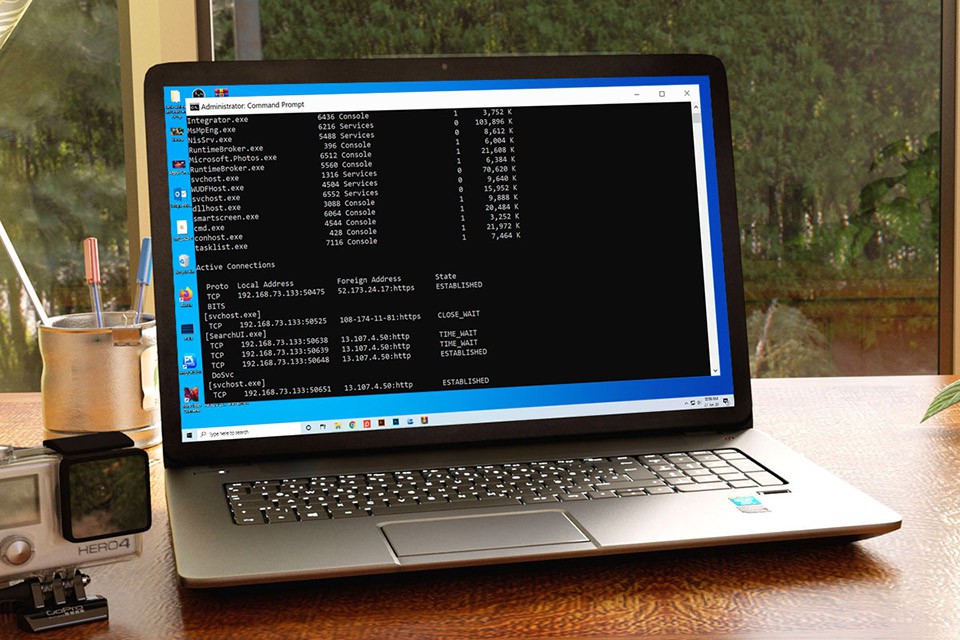 Administrator: Command Prompt
Integrator.exe 6436 Console 1 3,752 K
MsMpEng.exe 6216 Services 0 103,896 K
NisSrv.exe 5488 Services 0 8,612 K
RuntimeBroker.exe 396 Console 1 6,004 K
Microsoft.Photos.exe 6512 Console 1 21,608 K
RuntimeBroker.exe 5560 Console 1 6,384 K
svchost.exe 1316 Services 0 70,620 K
WUDFHost.exe 4504 Services 0 9,640 K
svchost.exe 6552 Services 0 15,952 K
dllhost.exe 3088 Console 1 9,888 K
smartscreen.exe 6064 Console 1 20,484 K
cmd.exe 4544 Console 1 3,252 K
conhost.exe 428 Console 1 21,972 K
tasklist.exe 7116 Console 1 7,464 K
Active Connections
Proto Local Address Foreign Address State
TCP 192.168.73.133:50475 52.173.24.17:https ESTABLISHED
BITS
[svchost.exe]
TCP 192.168.73.133:50525 108-174-11-81:https CLOSE_WAIT
[SearchUI.exe]
TCP 192.168.73.133:50638 13.107.4.50:http TIME_WAIT
TCP 192.168.73.133:50639 13.107.4.50:http TIME_WAIT
TCP 192.168.73.133:50648 13.107.4.50:http ESTABLISHED
DoSvc
[svchost.exe]
TCP 192.168.73.133:50651 13.107.4.50:http ESTABLISHED
Type here to search
HERO4
GoPro